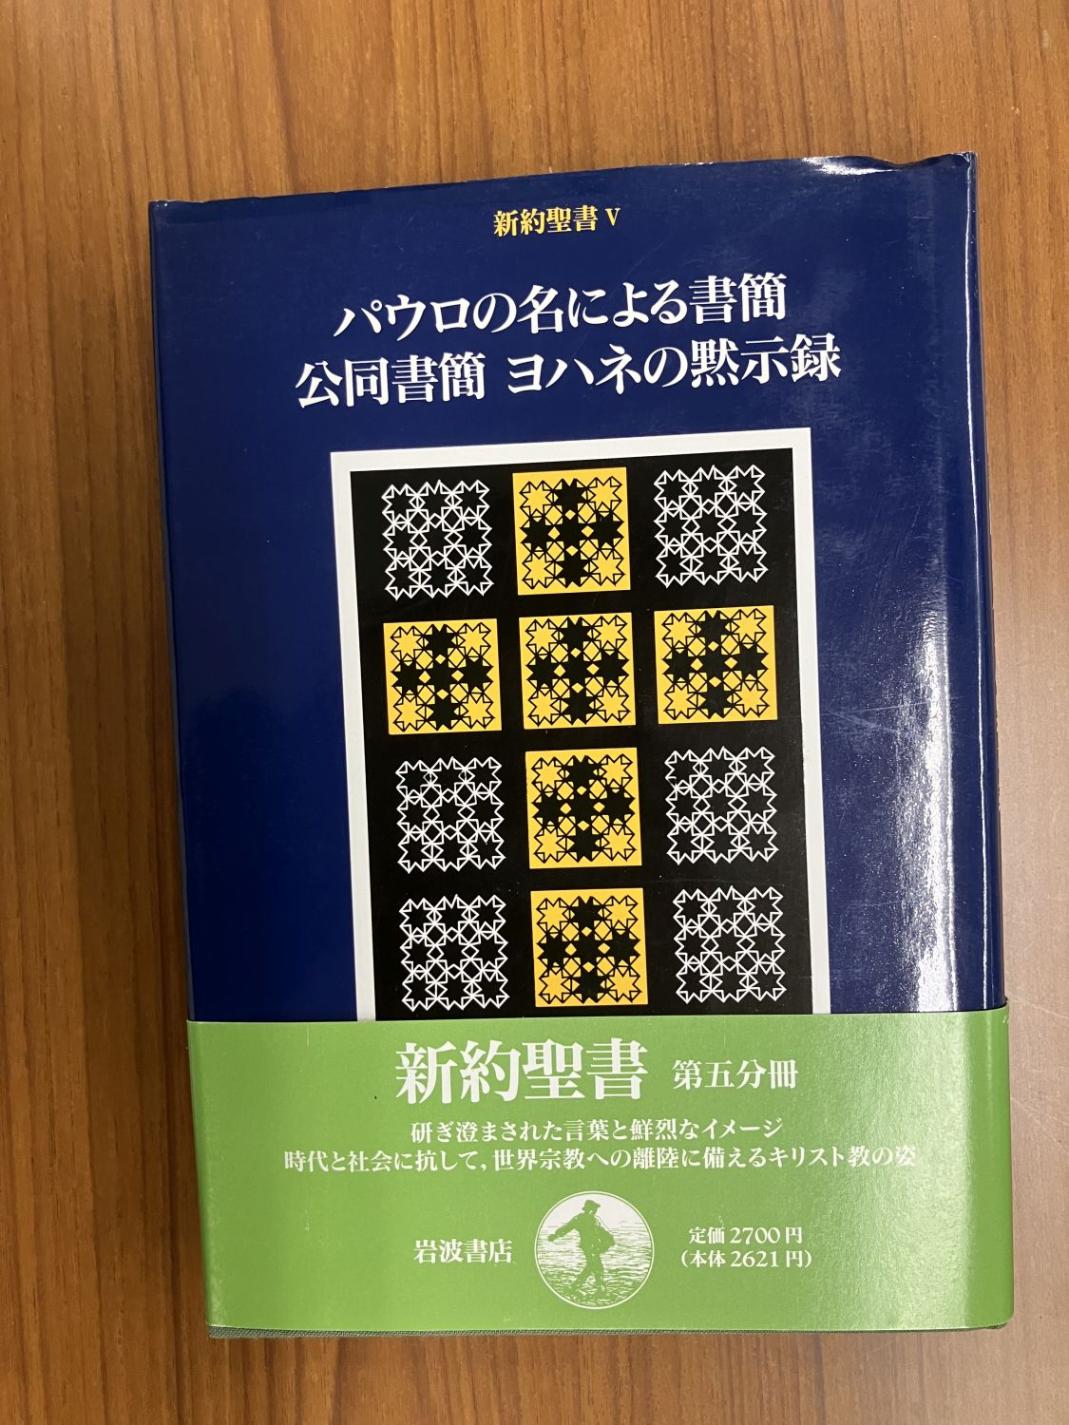 新約聖書 V
パウロの名による書簡
公同書簡 ヨハネの黙示録
新約聖書 第五分冊
研ぎ澄まされた言葉と鮮烈なイメージ
時代と社会に抗して，世界宗教への離陸に備えるキリスト教の姿
岩波書店
定価 2700 円
(本体 2621 円)